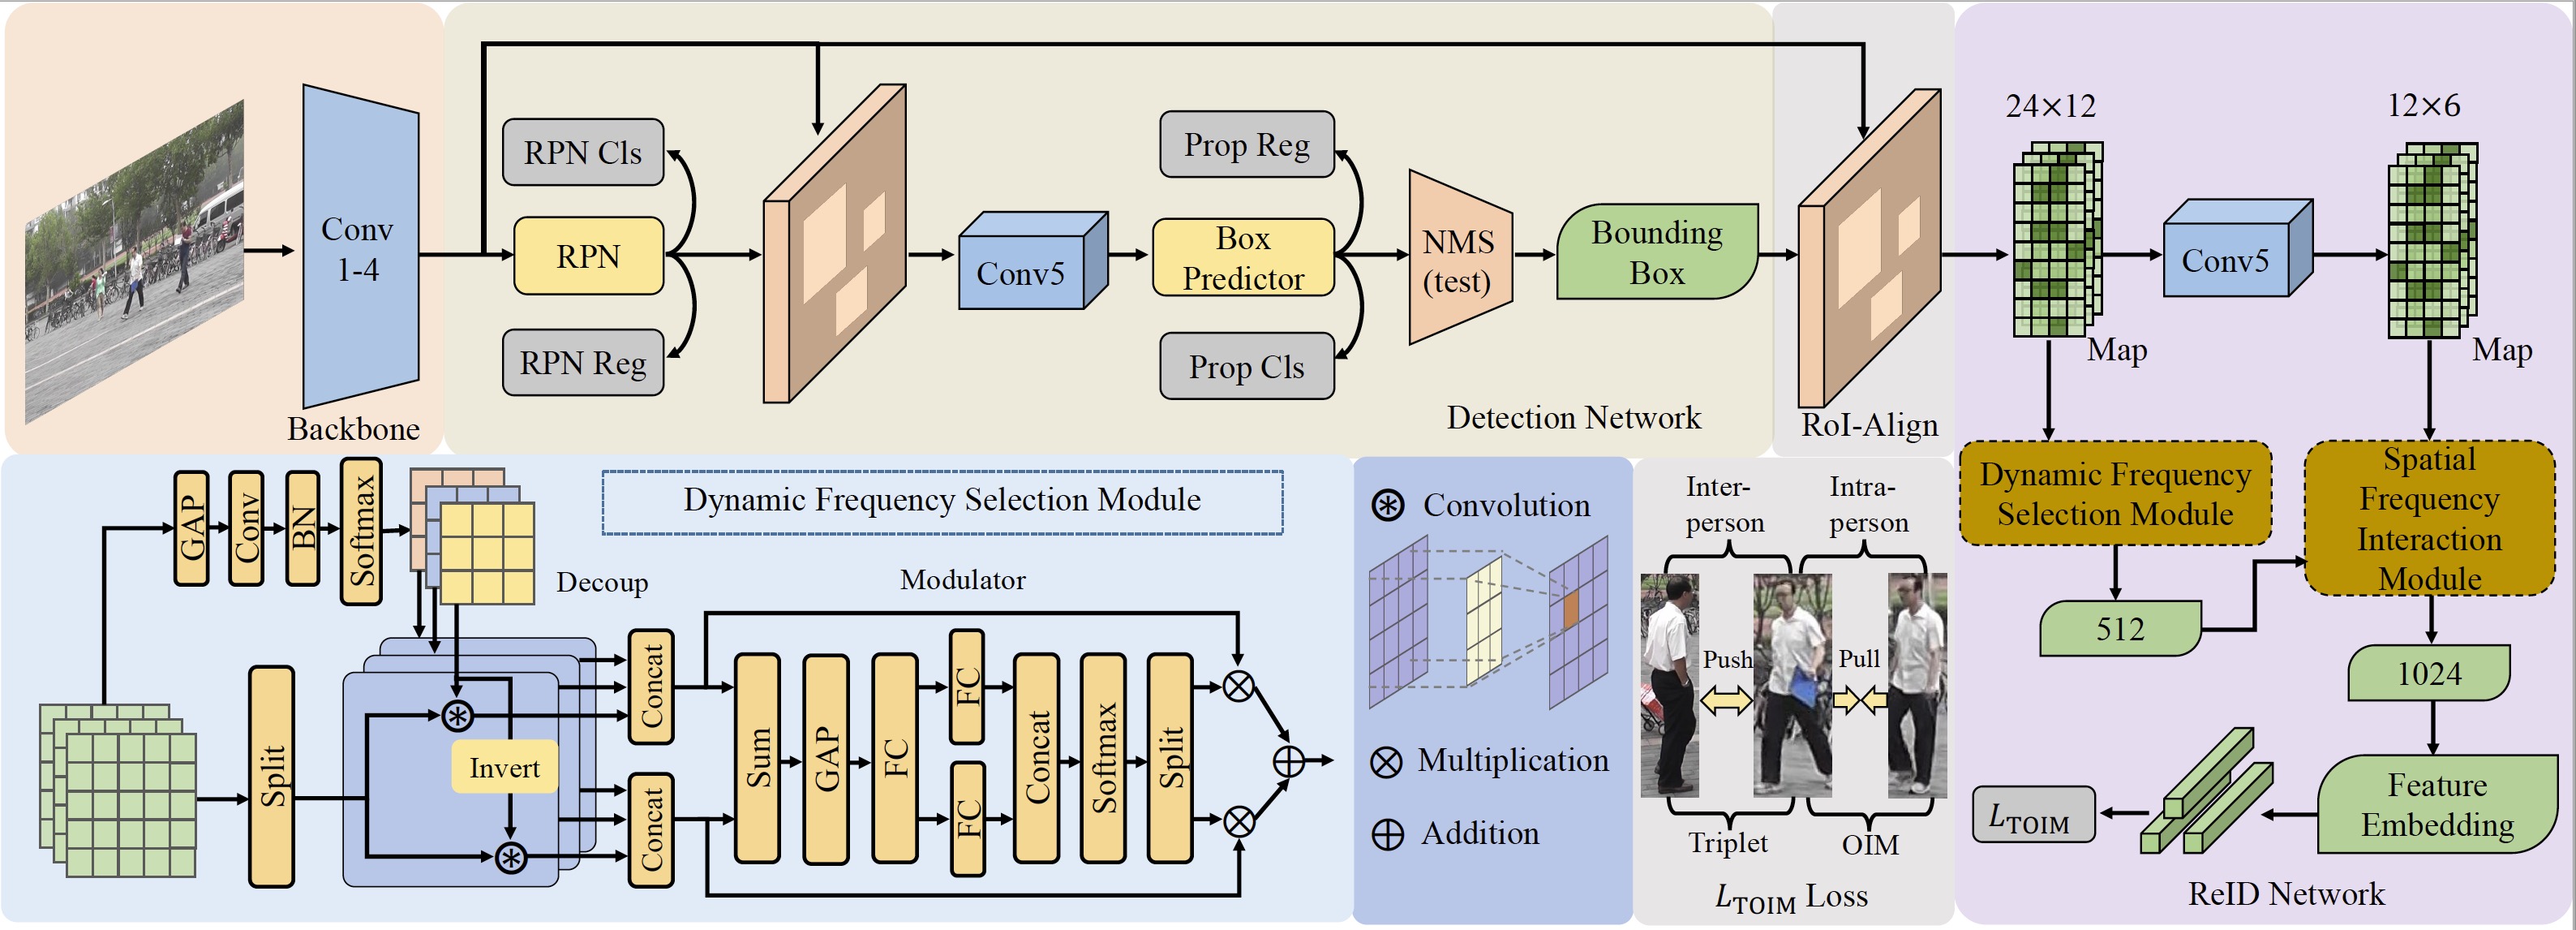 Conv
1-4
Backbone
RPN Cls
RPN
RPN Reg
Conv5
Prop Reg
Box
Predictor
Prop Cls
NMS
(test)
Bounding
Box
Detection Network
RoI-Align
24×12
Map
Conv5
12×6
Map
Dynamic Frequency
Selection Module
Spatial
Frequency
Interaction
Module
512
1024
Feature
Embedding
LTOIM
ReID Network
GAP
Conv
BN
Softmax
Decoup
Dynamic Frequency Selection Module
Modulator
Split
Invert
Concat
Concat
Sum
GAP
FC
FC
FC
Concat
Softmax
Split
Convolution
Multiplication
Addition
Inter-
person
Intra-
person
Push
Pull
Triplet
OIM
LTOIM Loss